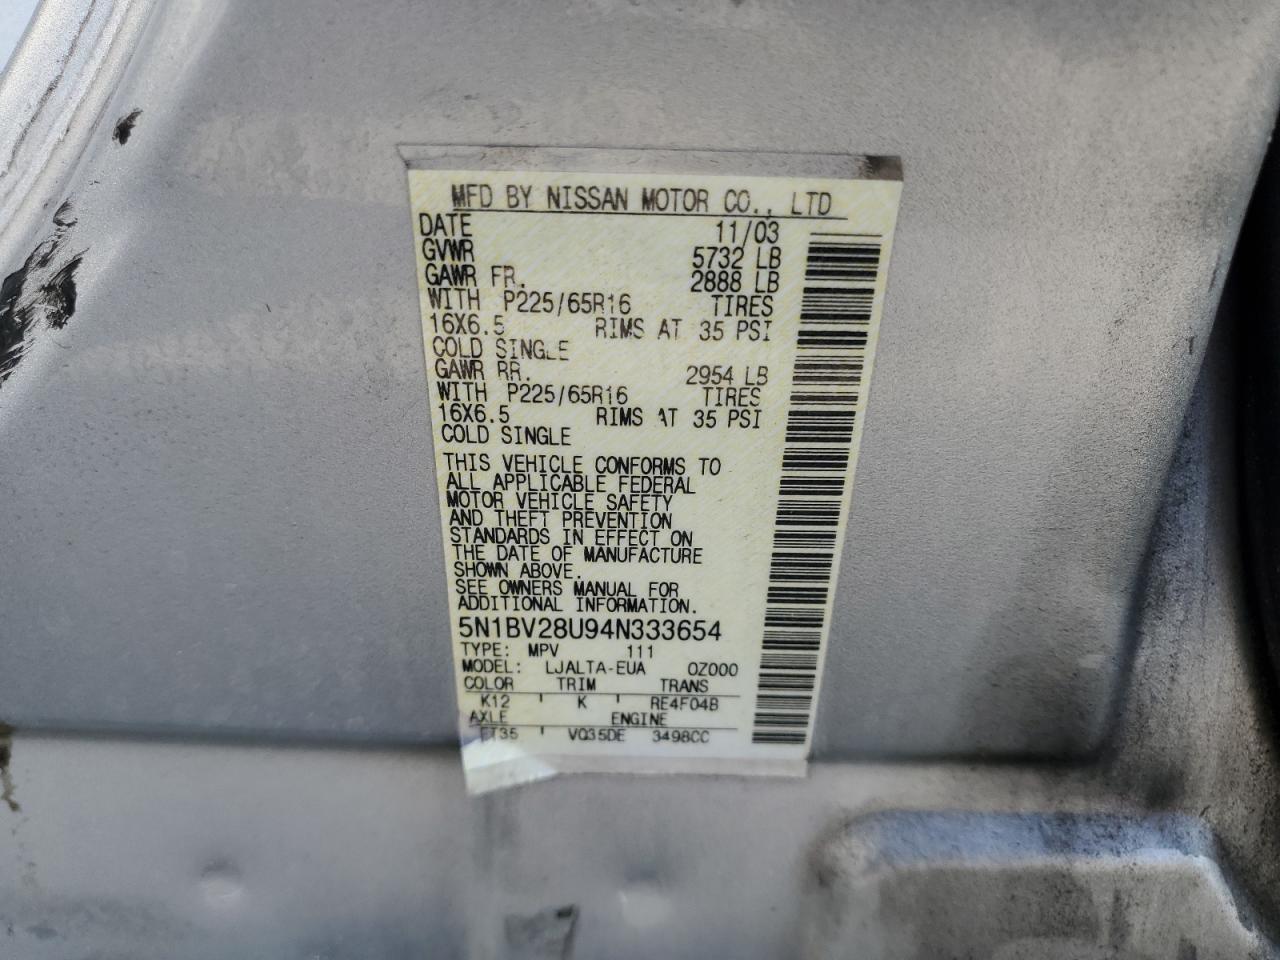 MFD BY NISSAN MOTOR CO., LTD
DATE 11/03
GVWR 5732 LB
GAWR FR. 2888 LB
WITH P225/65R16 TIRES
16X6.5 RIMS AT 35 PSI
COLD SINGLE
GAWR RR. 2954 LB
WITH P225/65R16 TIRES
16X6.5 RIMS AT 35 PSI
COLD SINGLE
THIS VEHICLE CONFORMS TO
ALL APPLICABLE FEDERAL
MOTOR VEHICLE SAFETY
AND THEFT PREVENTION
STANDARDS IN EFFECT ON
THE DATE OF MANUFACTURE
SHOWN ABOVE.
SEE OWNERS MANUAL FOR
ADDITIONAL INFORMATION.
5N1BV28U94N333654
TYPE: MPV 111
MODEL: LJALTA-EUA 0Z000
COLOR TRIM TRANS
K12 K RE4F04B
AXLE ENGINE
FT35 VQ35DE 3498CC